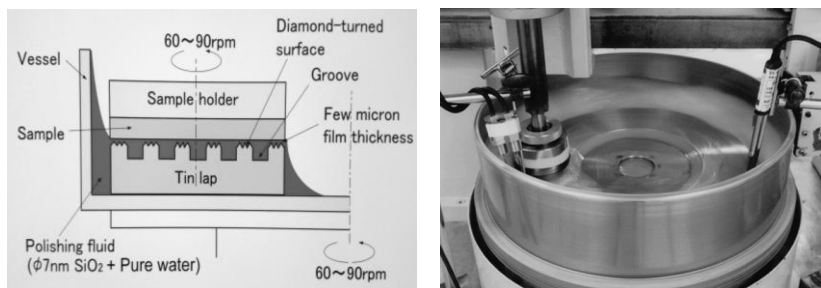 Diamond-turned
surface
60～90rpm
Vessel
Groove
Sample holder
Few micron
film thickness
Sample
Tin lap
Polishing fluid
(φ7nm SiO₂ + Pure water)
60～90rpm